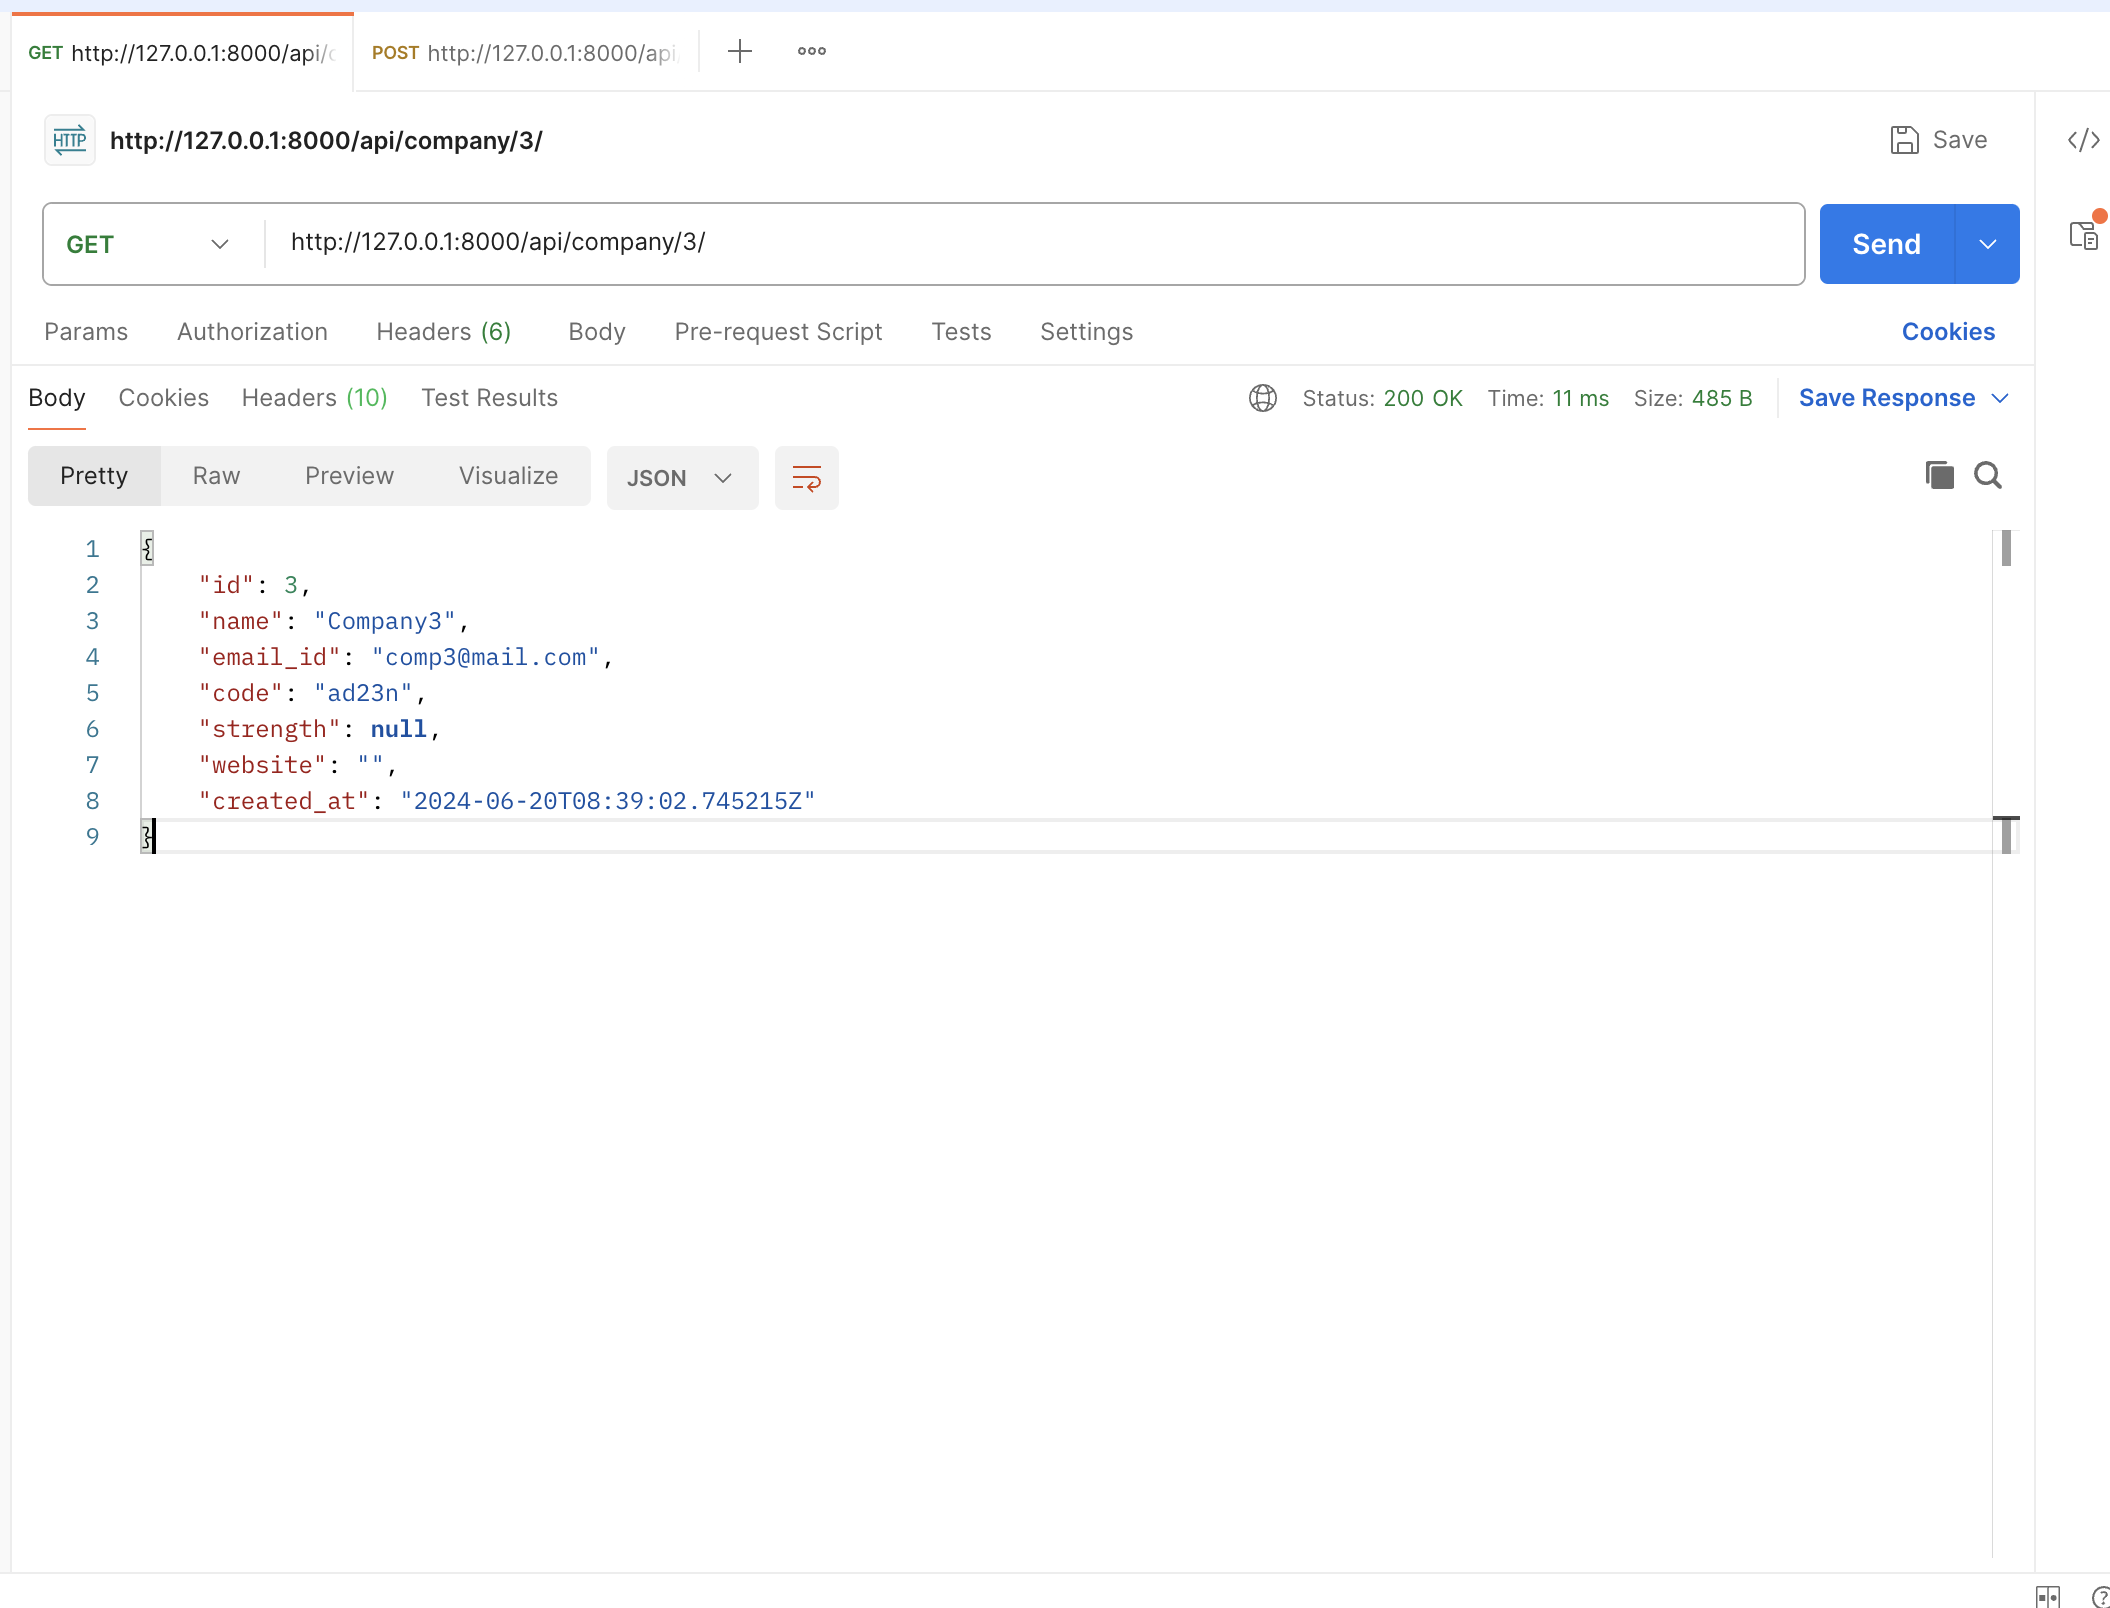 GET http://127.0.0.1:8000/api/c POST http://127.0.0.1:8000/api/
HTTP http://127.0.0.1:8000/api/company/3/ Save
GET http://127.0.0.1:8000/api/company/3/ Send
Params Authorization Headers (6) Body Pre-request Script Tests Settings Cookies
Body Cookies Headers (10) Test Results Status: 200 OK Time: 11 ms Size: 485 B Save Response
Pretty Raw Preview Visualize JSON
1 {
2 "id": 3,
3 "name": "Company3",
4 "email_id": "comp3@mail.com",
5 "code": "ad23n",
6 "strength": null,
7 "website": "",
8 "created_at": "2024-06-20T08:39:02.745215Z"
9 }